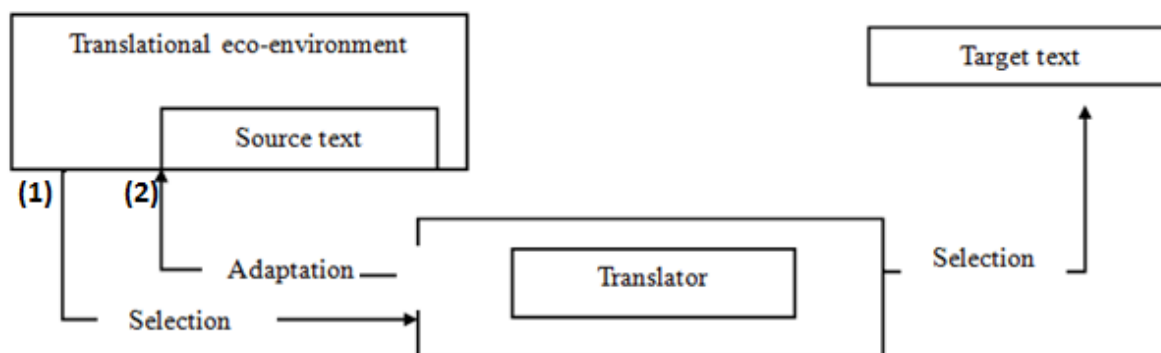 Translational eco-environment
Target text
Source text
(1)
(2)
Adaptation
Translator
Selection
Selection